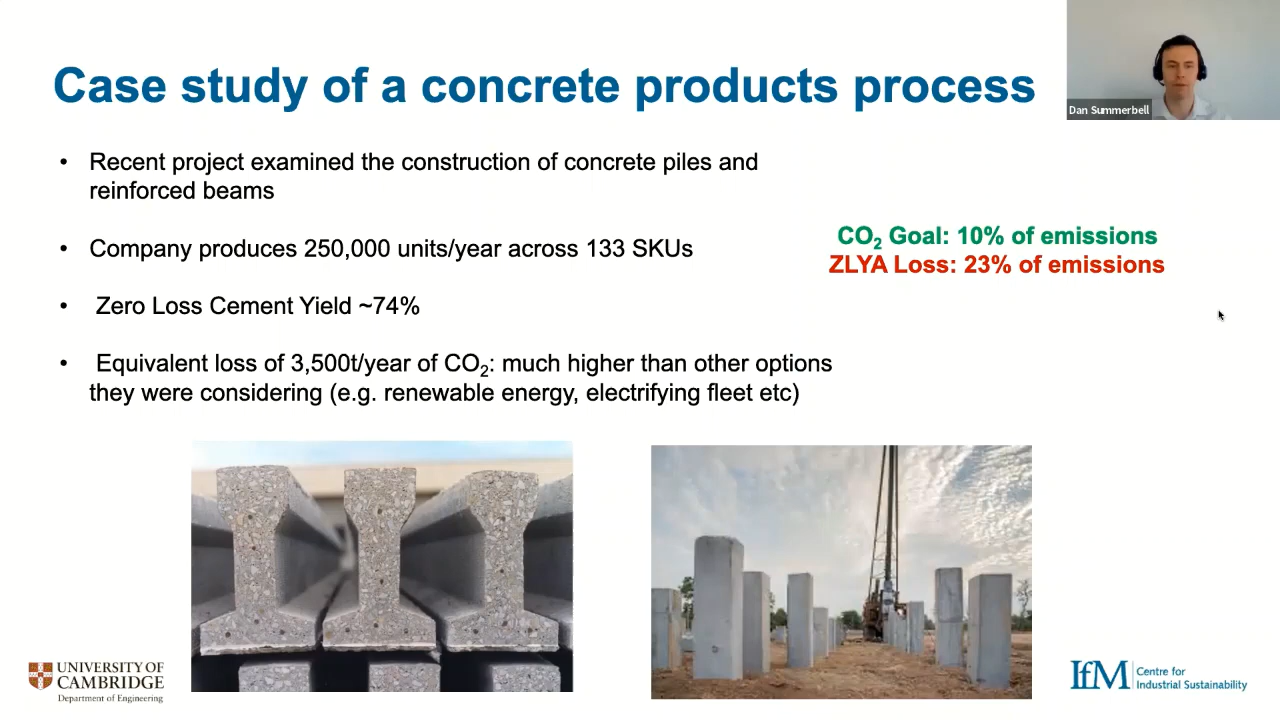 Case study of a concrete products process
Dan Summerbell
• Recent project examined the construction of concrete piles and
reinforced beams
• Company produces 250,000 units/year across 133 SKUs
• Zero Loss Cement Yield ~74%
• Equivalent loss of 3,500t/year of CO₂: much higher than other options
they were considering (e.g. renewable energy, electrifying fleet etc)
CO₂ Goal: 10% of emissions
ZLYA Loss: 23% of emissions
UNIVERSITY OF
CAMBRIDGE
Department of Engineering
IfM
Centre for
Industrial Sustainability